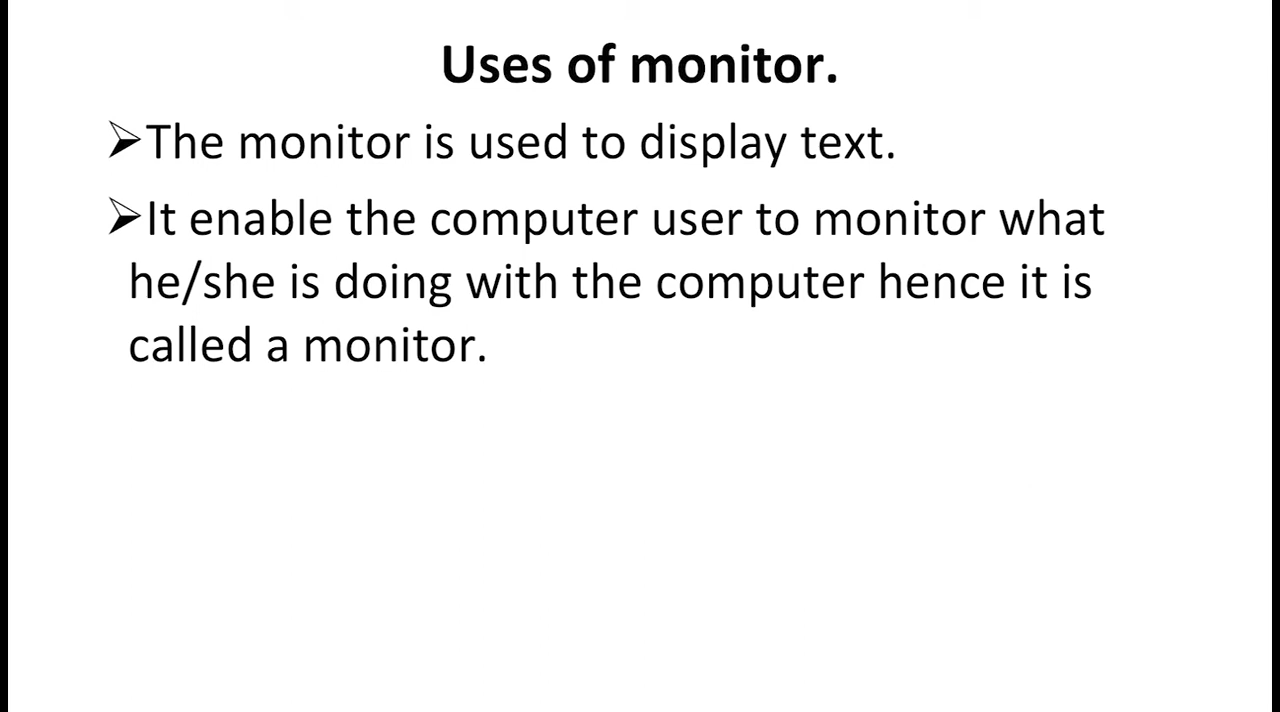 Uses of monitor.
➢The monitor is used to display text.
➢It enable the computer user to monitor what
he/she is doing with the computer hence it is
called a monitor.